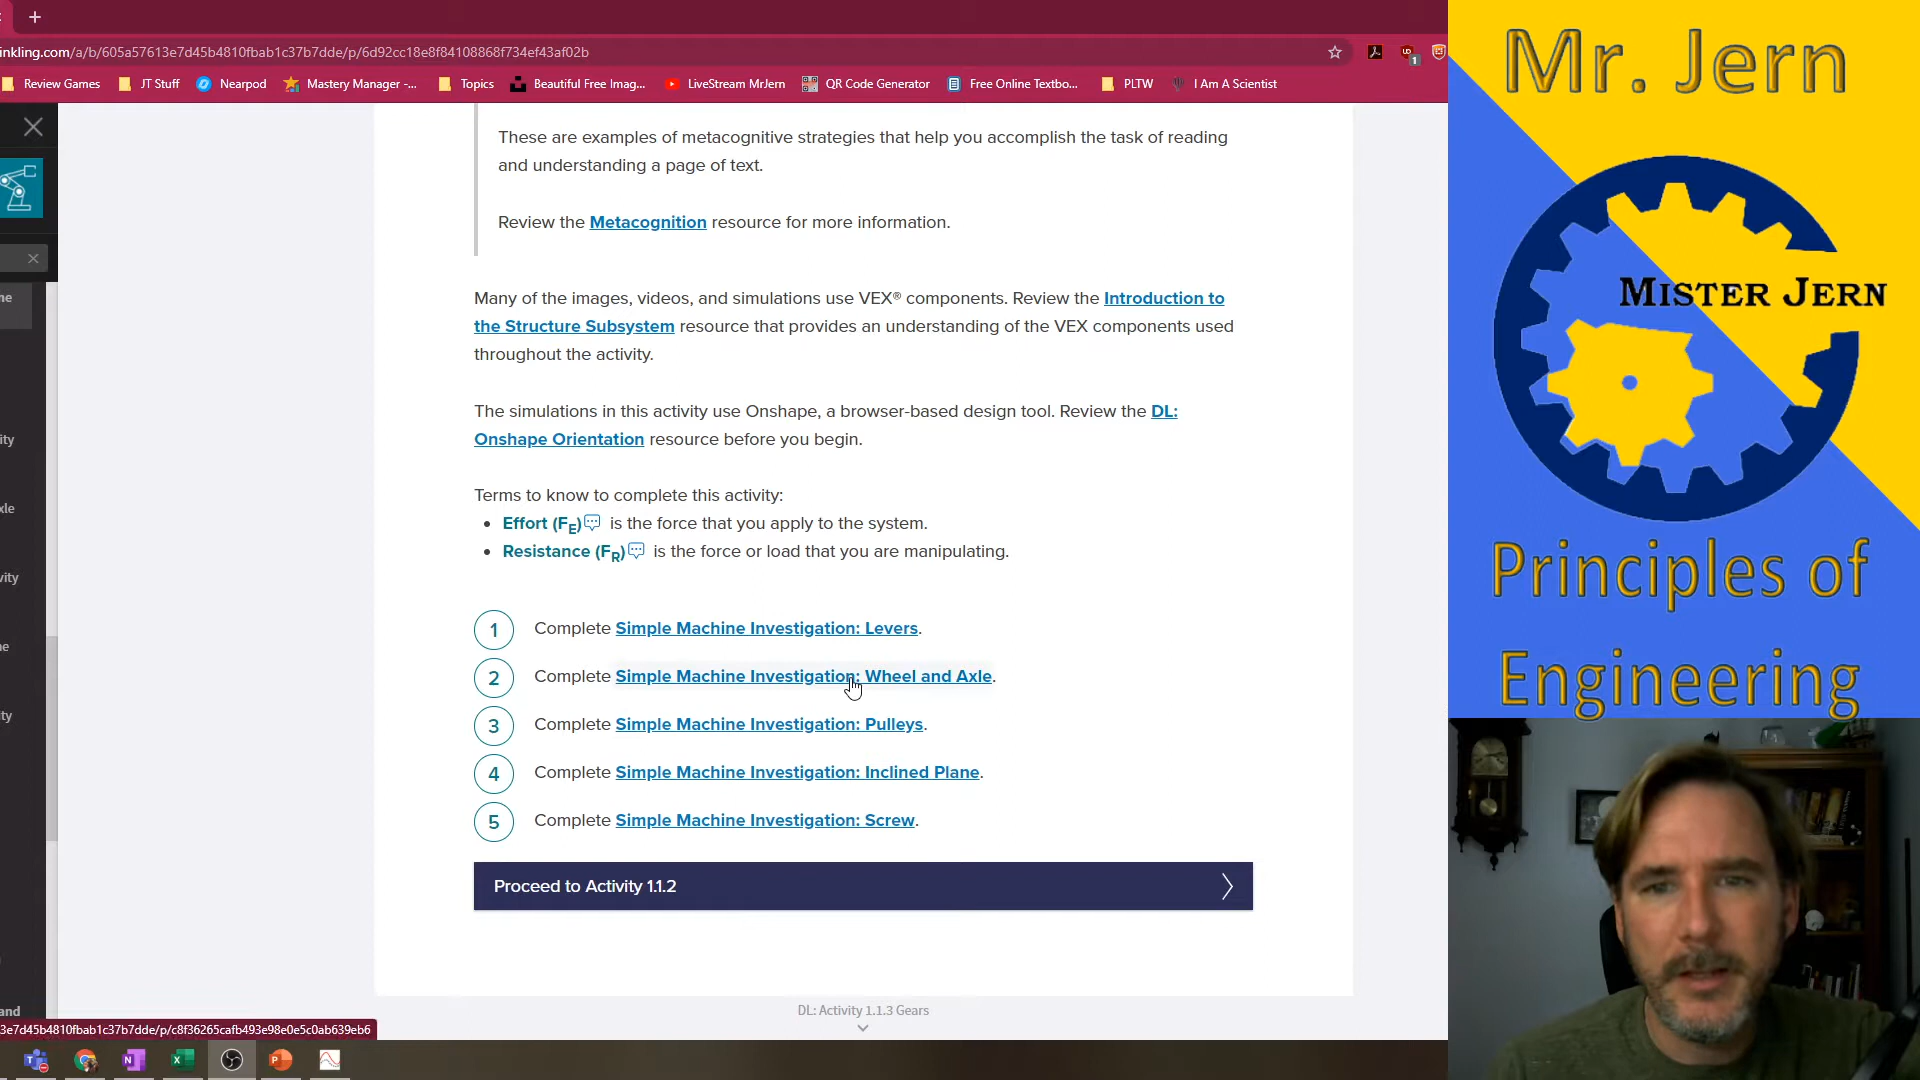 inkling.com/a/b/605a57613e7d45b4810fbab1c37b7dde/p/6d92cc18e8f84108868f734ef43af02b
Review Games
JT Stuff
Nearpod
Mastery Manager -...
Topics
Beautiful Free Imag...
LiveStream MrJern
QR Code Generator
Free Online Textbo...
PLTW
I Am A Scientist
These are examples of metacognitive strategies that help you accomplish the task of reading
and understanding a page of text.
Review the Metacognition resource for more information.
Many of the images, videos, and simulations use VEX® components. Review the Introduction to
the Structure Subsystem resource that provides an understanding of the VEX components used
throughout the activity.
The simulations in this activity use Onshape, a browser-based design tool. Review the DL:
Onshape Orientation resource before you begin.
Terms to know to complete this activity:
Effort (FE) is the force that you apply to the system.
Resistance (FR) is the force or load that you are manipulating.
1 Complete Simple Machine Investigation: Levers.
2 Complete Simple Machine Investigation: Wheel and Axle.
3 Complete Simple Machine Investigation: Pulleys.
4 Complete Simple Machine Investigation: Inclined Plane.
5 Complete Simple Machine Investigation: Screw.
Proceed to Activity 1.1.2
DL: Activity 1.1.3 Gears
3e7d45b4810fbab1c37b7dde/p/c8f36265cafb493e98e0e5c0ab639eb6
Mr. Jern
MISTER JERN
Principles of
Engineering